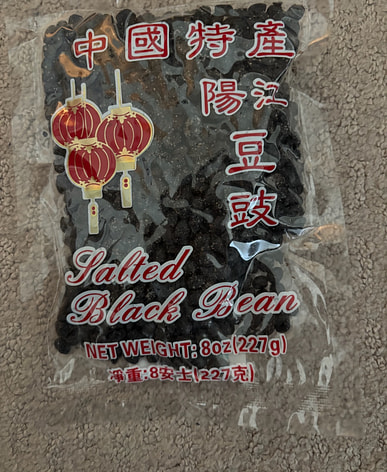 中國特產
陽江
豆豉
Salted
Black Bean
NET WEIGHT: 8oz(227g)
淨重:8安士(227克)